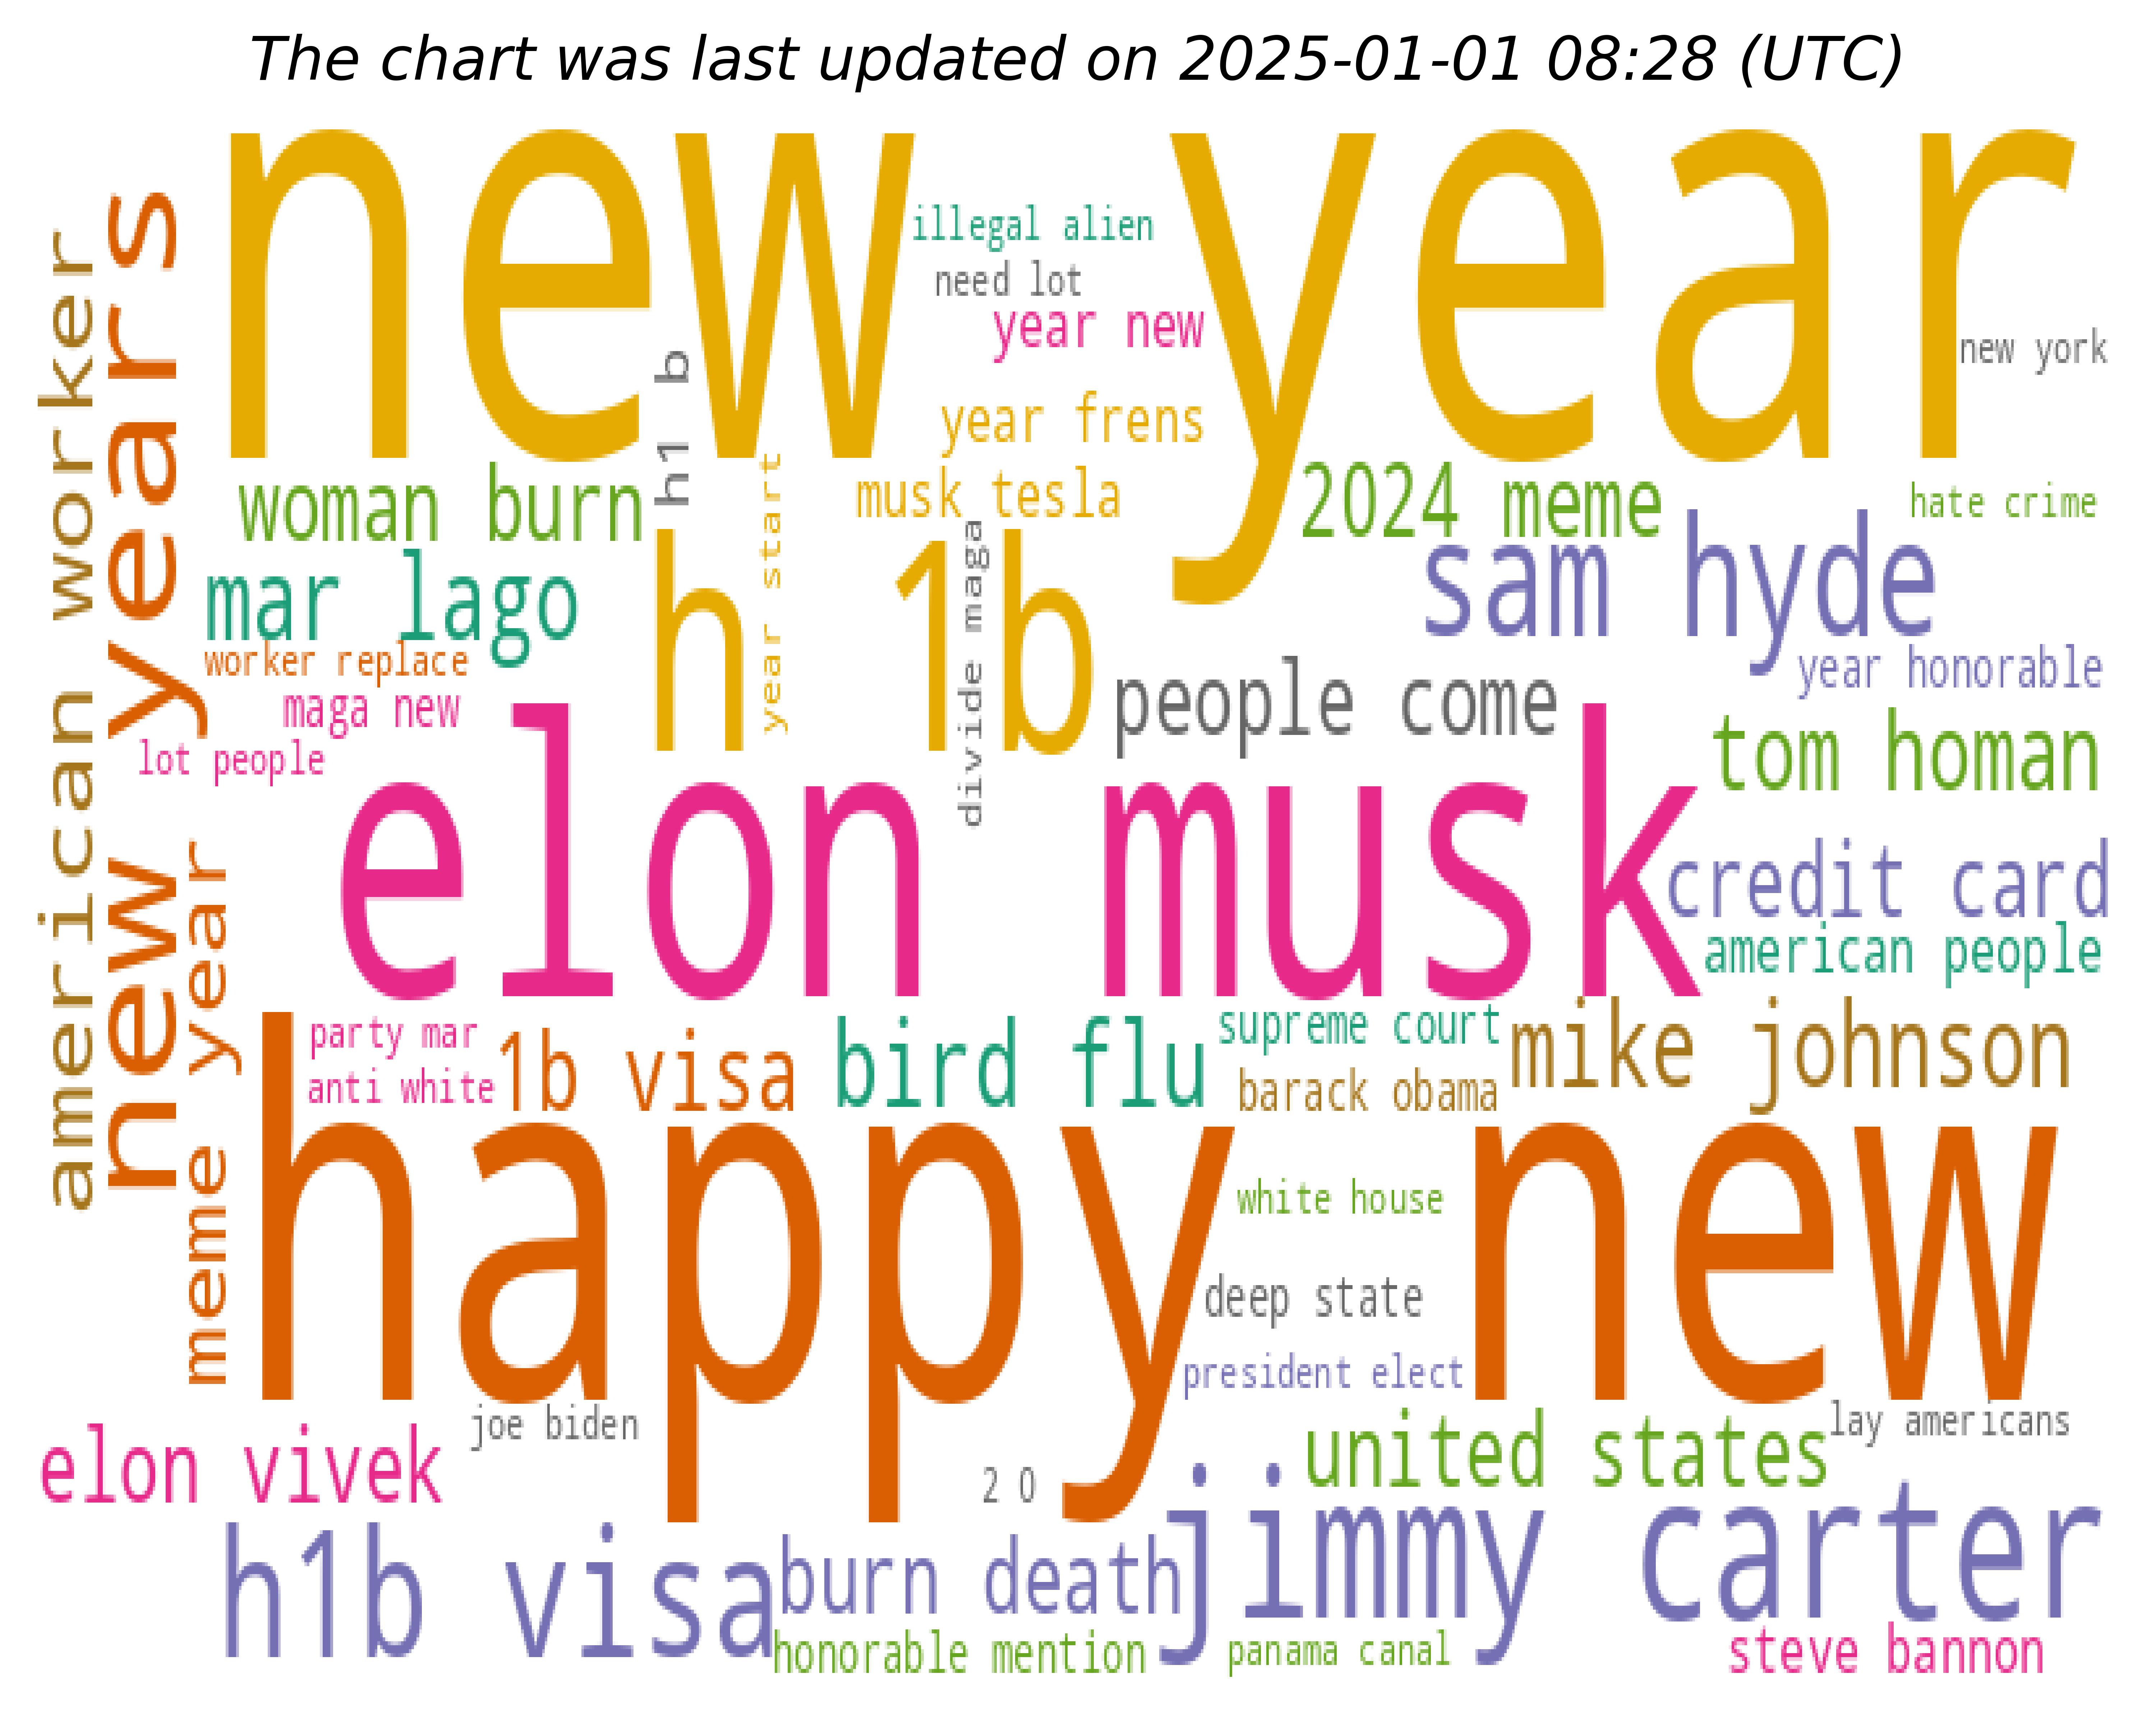 The chart was last updated on 2025-01-01 08:28 (UTC)
new year
illegal alien
need lot
year new
new york
year frens
american worker
new years
h1 b
woman burn
year start
musk tesla
2024 meme
hate crime
mar lago
h 1b
divide maga
sam hyde
worker replace
year honorable
maga new
people come
lot people
tom homan
elon musk
credit card
american people
meme year
party mar
1b visa
bird flu
supreme court
mike johnson
anti white
barack obama
happy new
white house
deep state
president elect
joe biden
lay americans
elon vivek
united states
2 0
jimmy carter
h1b visa
burn death
honorable mention
panama canal
steve bannon